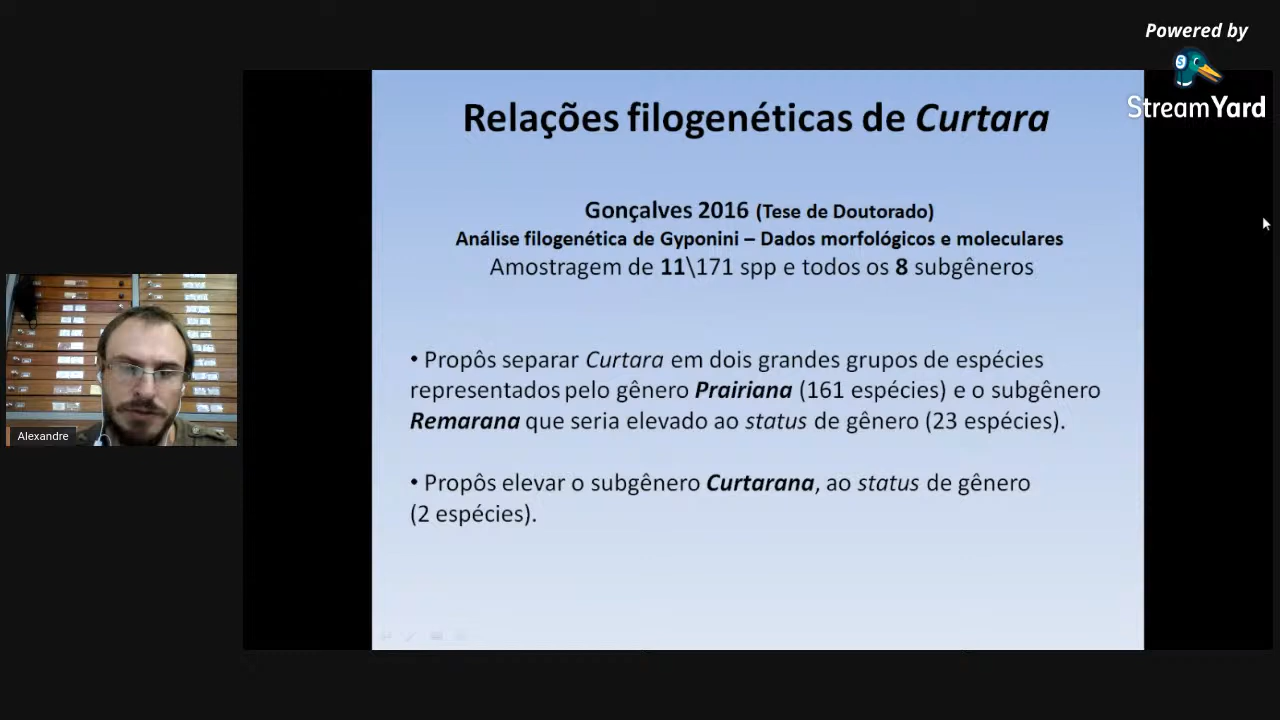 Powered by
StreamYard
Relações filogenéticas de Curtara
Gonçalves 2016 (Tese de Doutorado)
Análise filogenética de Gyponini – Dados morfológicos e moleculares
Amostragem de 11\171 spp e todos os 8 subgêneros
• Propôs separar Curtara em dois grandes grupos de espécies
representados pelo gênero Prairiana (161 espécies) e o subgênero
Remarana que seria elevado ao status de gênero (23 espécies).
• Propôs elevar o subgênero Curtarana, ao status de gênero
(2 espécies).
Alexandre